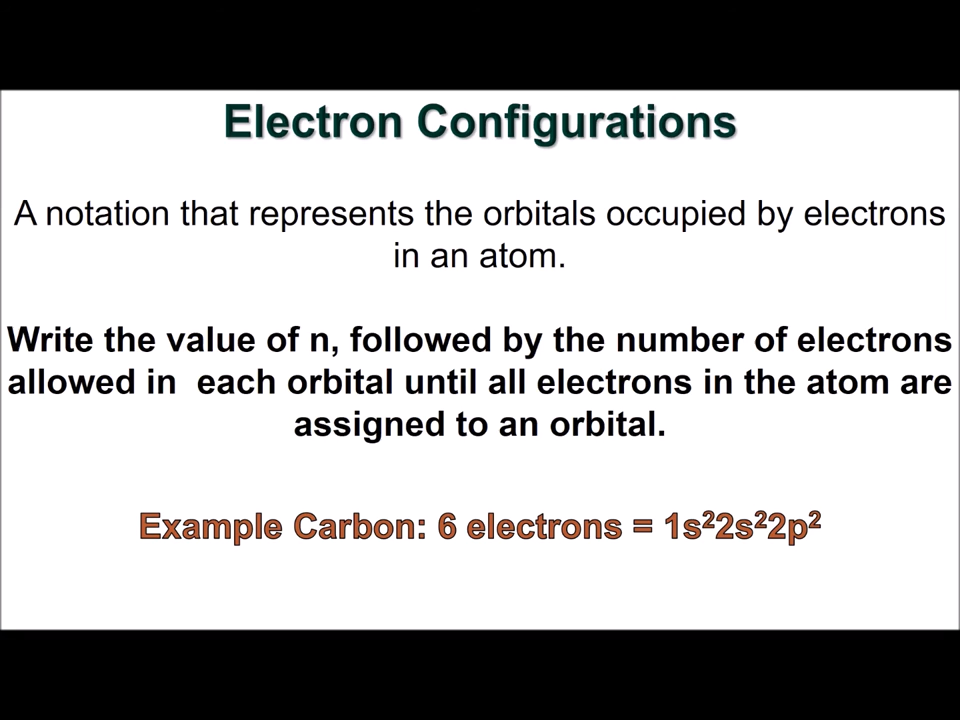 Electron Configurations
A notation that represents the orbitals occupied by electrons
in an atom.
Write the value of n, followed by the number of electrons
allowed in  each orbital until all electrons in the atom are
assigned to an orbital.
Example Carbon: 6 electrons = 1s²2s²2p²